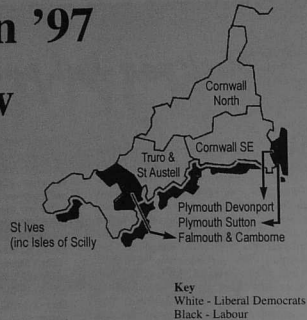 n ’97
w
Cornwall
North
Truro &
St Austell
Cornwall SE
St Ives
(inc Isles of Scilly
Plymouth Devonport
Plymouth Sutton
Falmouth & Camborne
Key
White - Liberal Democrats
Black - Labour